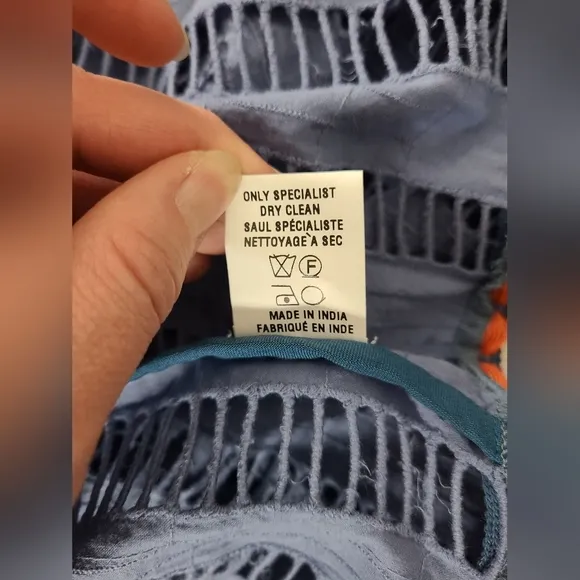 ONLY SPECIALIST
DRY CLEAN
SAUL SPÉCIALISTE
NETTOYAGE À SEC
F
MADE IN INDIA
FABRIQUÉ EN INDE